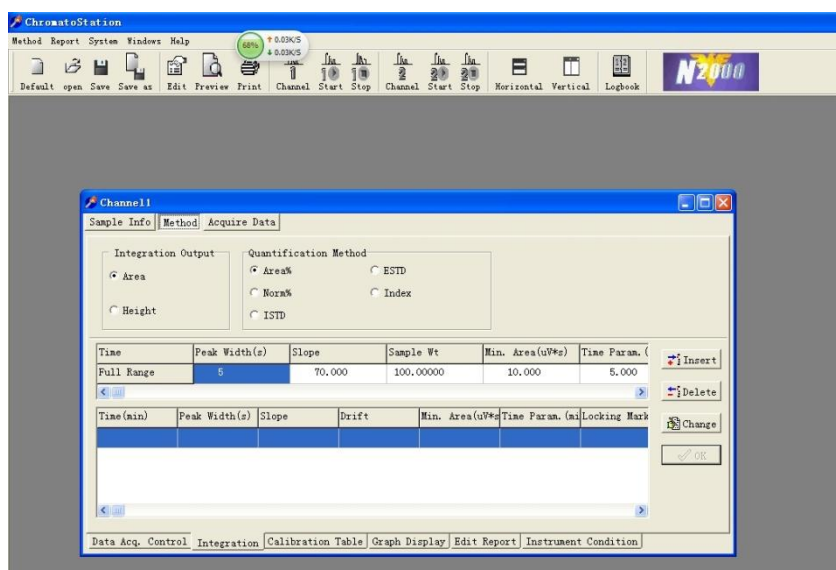 ChromatoStation
Method Report System Windows Help
68% ↑ 0.03K/S
↓ 0.03K/S
Default open Save Save as Edit Preview Print Channel Start Stop Channel Start Stop Horizontal Vertical Logbook
N2000
Channel1
Sample Info Method Acquire Data
Integration Output Quantification Method
Area Area% ESTD
Norm% Index
Height ISTD
Time Peak Width(s) Slope Sample Wt Min. Area(uV*s) Time Param. (
Full Range 5 70.000 100.00000 10.000 5.000
Insert
Delete
Time(min) Peak Width(s) Slope Drift Min. Area(uV*s Time Param. (mi Locking Mark
Change
OK
Data Acq. Control Integration Calibration Table Graph Display Edit Report Instrument Condition